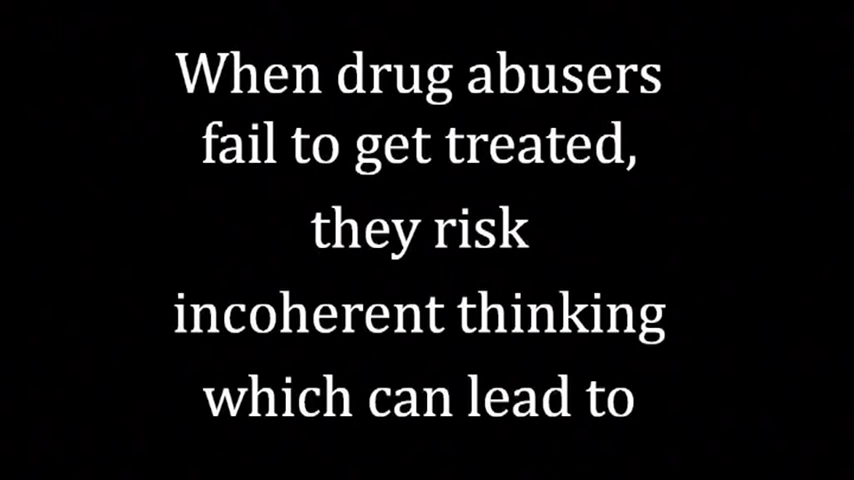 When drug abusers
fail to get treated,
they risk
incoherent thinking
which can lead to